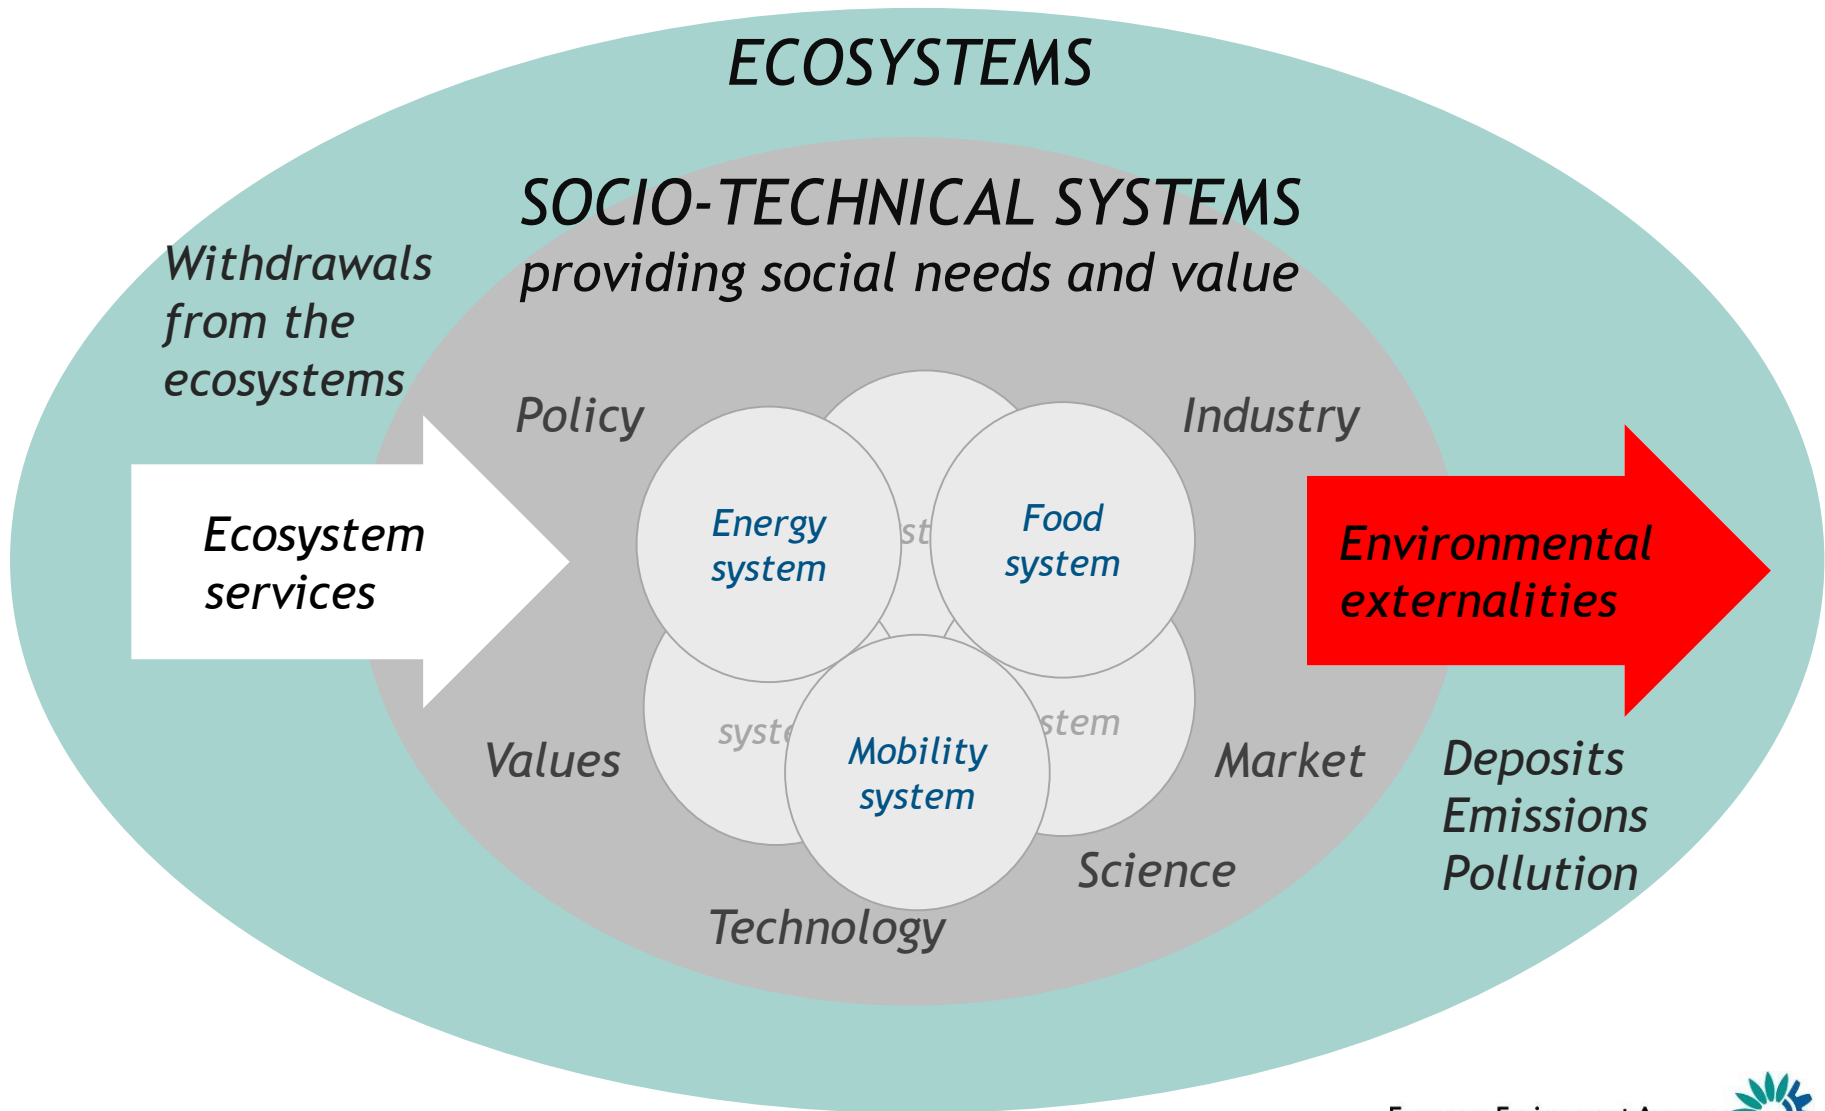 ECOSYSTEMS
SOCIO-TECHNICAL SYSTEMS
providing social needs and value
Withdrawals
from the
ecosystems
Policy
Industry
Ecosystem
services
Energy
system
Food
system
Environmental
externalities
Values
Mobility
system
Market
Deposits
Emissions
Pollution
Science
Technology